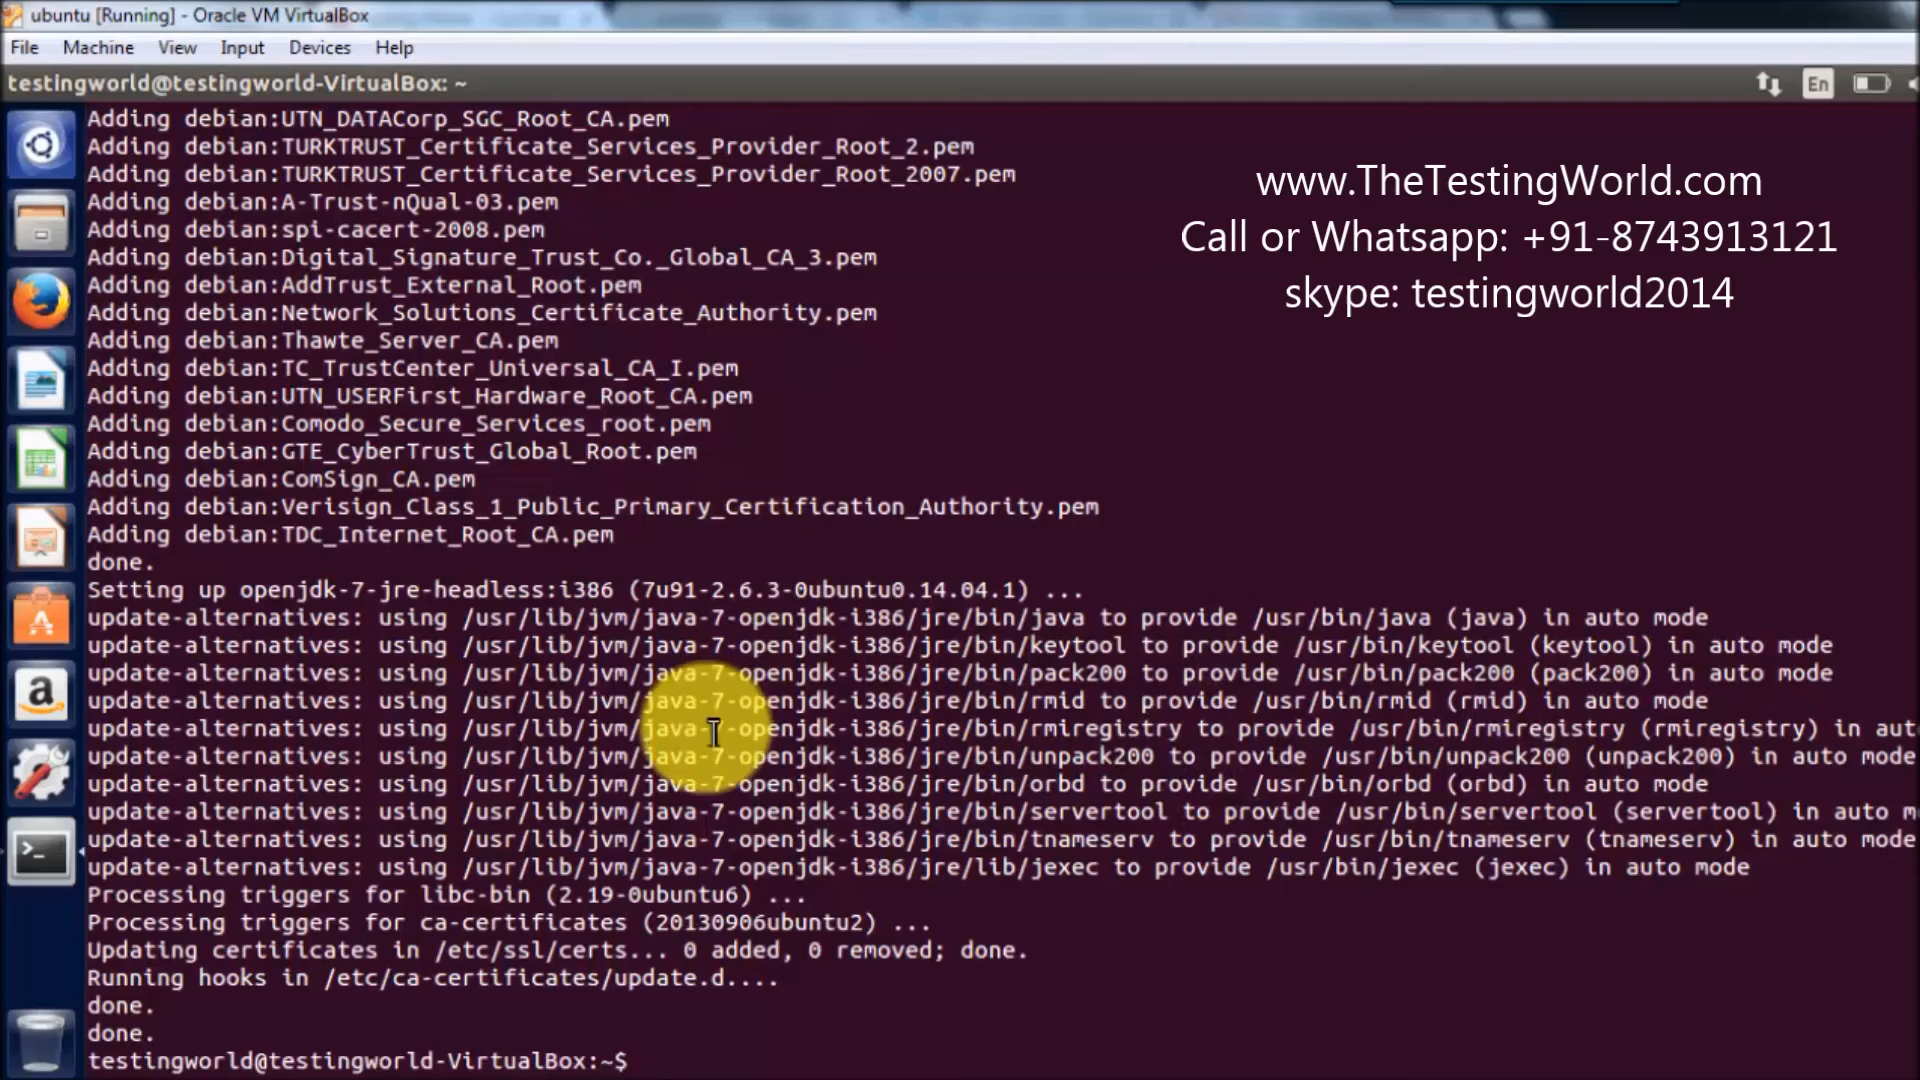 ubuntu [Running] - Oracle VM VirtualBox
File Machine View Input Devices Help
testingworld@testingworld-VirtualBox: ~
En
Adding debian:UTN_DATACorp_SGC_Root_CA.pem
Adding debian:TURKTRUST_Certificate_Services_Provider_Root_2.pem
Adding debian:TURKTRUST_Certificate_Services_Provider_Root_2007.pem
Adding debian:A-Trust-nQual-03.pem
Adding debian:spi-cacert-2008.pem
Adding debian:Digital_Signature_Trust_Co._Global_CA_3.pem
Adding debian:AddTrust_External_Root.pem
Adding debian:Network_Solutions_Certificate_Authority.pem
Adding debian:Thawte_Server_CA.pem
Adding debian:TC_TrustCenter_Universal_CA_I.pem
Adding debian:UTN_USERFirst_Hardware_Root_CA.pem
Adding debian:Comodo_Secure_Services_root.pem
Adding debian:GTE_CyberTrust_Global_Root.pem
Adding debian:ComSign_CA.pem
Adding debian:Verisign_Class_1_Public_Primary_Certification_Authority.pem
Adding debian:TDC_Internet_Root_CA.pem
done.
Setting up openjdk-7-jre-headless:i386 (7u91-2.6.3-0ubuntu0.14.04.1) ...
update-alternatives: using /usr/lib/jvm/java-7-openjdk-i386/jre/bin/java to provide /usr/bin/java (java) in auto mode
update-alternatives: using /usr/lib/jvm/java-7-openjdk-i386/jre/bin/keytool to provide /usr/bin/keytool (keytool) in auto mode
update-alternatives: using /usr/lib/jvm/java-7-openjdk-i386/jre/bin/pack200 to provide /usr/bin/pack200 (pack200) in auto mode
update-alternatives: using /usr/lib/jvm/java-7-openjdk-i386/jre/bin/rmid to provide /usr/bin/rmid (rmid) in auto mode
update-alternatives: using /usr/lib/jvm/java-7-openjdk-i386/jre/bin/rmiregistry to provide /usr/bin/rmiregistry (rmiregistry) in aut
update-alternatives: using /usr/lib/jvm/java-7-openjdk-i386/jre/bin/unpack200 to provide /usr/bin/unpack200 (unpack200) in auto mode
update-alternatives: using /usr/lib/jvm/java-7-openjdk-i386/jre/bin/orbd to provide /usr/bin/orbd (orbd) in auto mode
update-alternatives: using /usr/lib/jvm/java-7-openjdk-i386/jre/bin/servertool to provide /usr/bin/servertool (servertool) in auto m
update-alternatives: using /usr/lib/jvm/java-7-openjdk-i386/jre/bin/tnameserv to provide /usr/bin/tnameserv (tnameserv) in auto mode
update-alternatives: using /usr/lib/jvm/java-7-openjdk-i386/jre/lib/jexec to provide /usr/bin/jexec (jexec) in auto mode
Processing triggers for libc-bin (2.19-0ubuntu6) ...
Processing triggers for ca-certificates (20130906ubuntu2) ...
Updating certificates in /etc/ssl/certs... 0 added, 0 removed; done.
Running hooks in /etc/ca-certificates/update.d....
done.
done.
testingworld@testingworld-VirtualBox:~$
www.TheTestingWorld.com
Call or Whatsapp: +91-8743913121
skype: testingworld2014